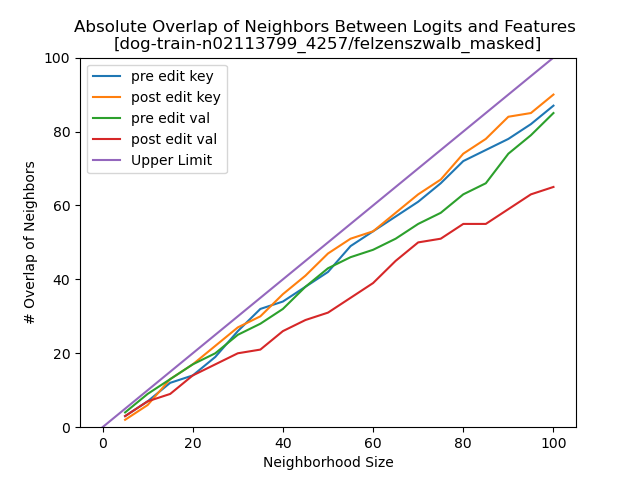 Absolute Overlap of Neighbors Between Logits and Features
[dog-train-n02113799_4257/felzenszwalb_masked]
pre edit key
post edit key
pre edit val
post edit val
Upper Limit
# Overlap of Neighbors
100
80
60
40
20
0
0 20 40 60 80 100
Neighborhood Size